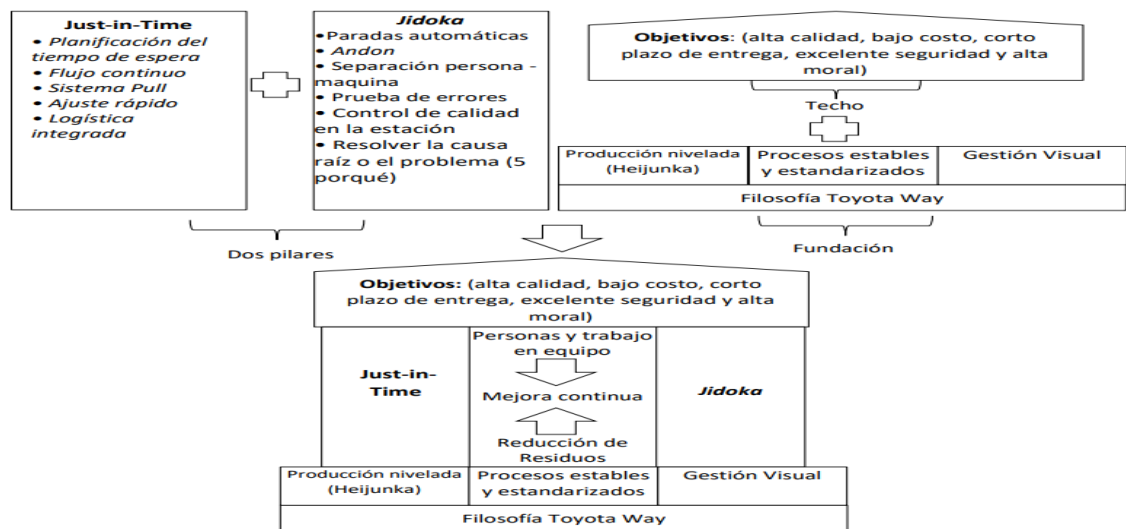 Just-in-Time
• Planificación del
tiempo de espera
• Flujo continuo
• Sistema Pull
• Ajuste rápido
• Logística
integrada
Jidoka
•Paradas automáticas
• Andon
• Separación persona -
maquina
• Prueba de errores
• Control de calidad
en la estación
• Resolver la causa
raíz o el problema (5
porqué)
Dos pilares
Objetivos: (alta calidad, bajo costo, corto
plazo de entrega, excelente seguridad y alta
moral)
Techo
Producción nivelada
(Heijunka)
Procesos estables
y estandarizados
Gestión Visual
Filosofía Toyota Way
Fundación
Objetivos: (alta calidad, bajo costo, corto
plazo de entrega, excelente seguridad y alta
moral)
Just-in-
Time
Personas y trabajo
en equipo
Mejora continua
Reducción de
Residuos
Jidoka
Producción nivelada
(Heijunka)
Procesos estables
y estandarizados
Gestión Visual
Filosofía Toyota Way